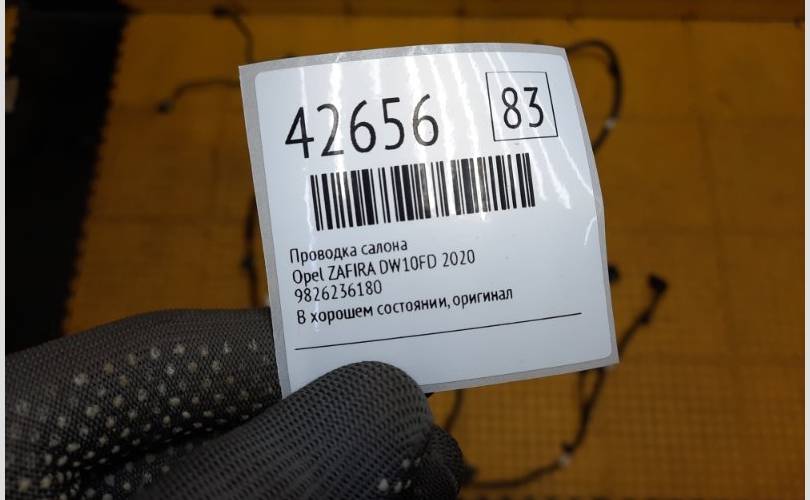 42656
83
Проводка салона
Opel ZAFIRA DW10FD 2020
9826236180
В хорошем состоянии, оригинал